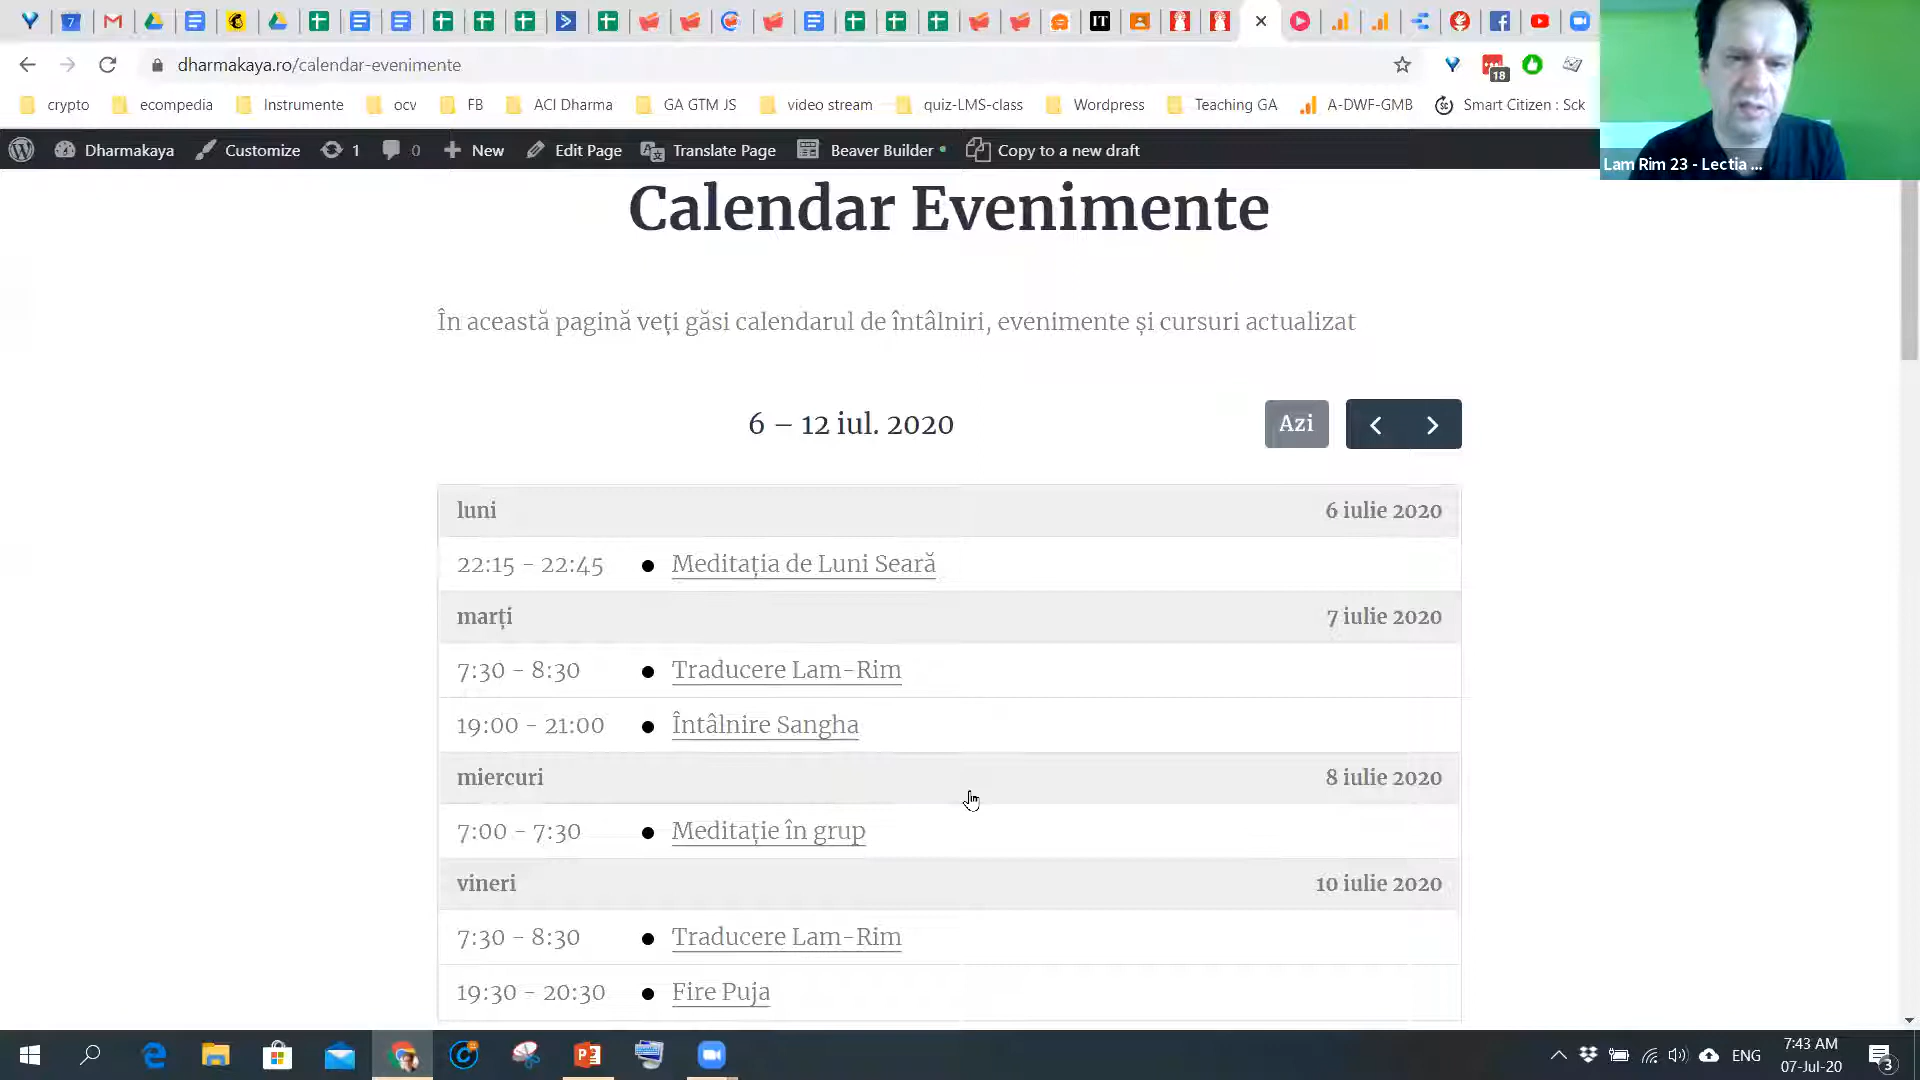 dharmakaya.ro/calendar-evenimente
18
crypto ecompedia Instrumente ocv FB ACI Dharma GA GTM JS video stream quiz-LMS-class Wordpress Teaching GA A-DWF-GMB Smart Citizen : Sck
Lam Rim 23 - Lectia ...
Dharmakaya Customize 1 0 New Edit Page Translate Page Beaver Builder Copy to a new draft
Calendar Evenimente
În această pagină veți găsi calendarul de întâlniri, evenimente și cursuri actualizat
6 – 12 iul. 2020 Azi
luni 6 iulie 2020
22:15 - 22:45 Meditația de Luni Seară
marți 7 iulie 2020
7:30 - 8:30 Traducere Lam-Rim
19:00 - 21:00 Întâlnire Sangha
miercuri 8 iulie 2020
7:00 - 7:30 Meditație în grup
vineri 10 iulie 2020
7:30 - 8:30 Traducere Lam-Rim
19:30 - 20:30 Fire Puja
ENG
7:43 AM
07-Jul-20
3